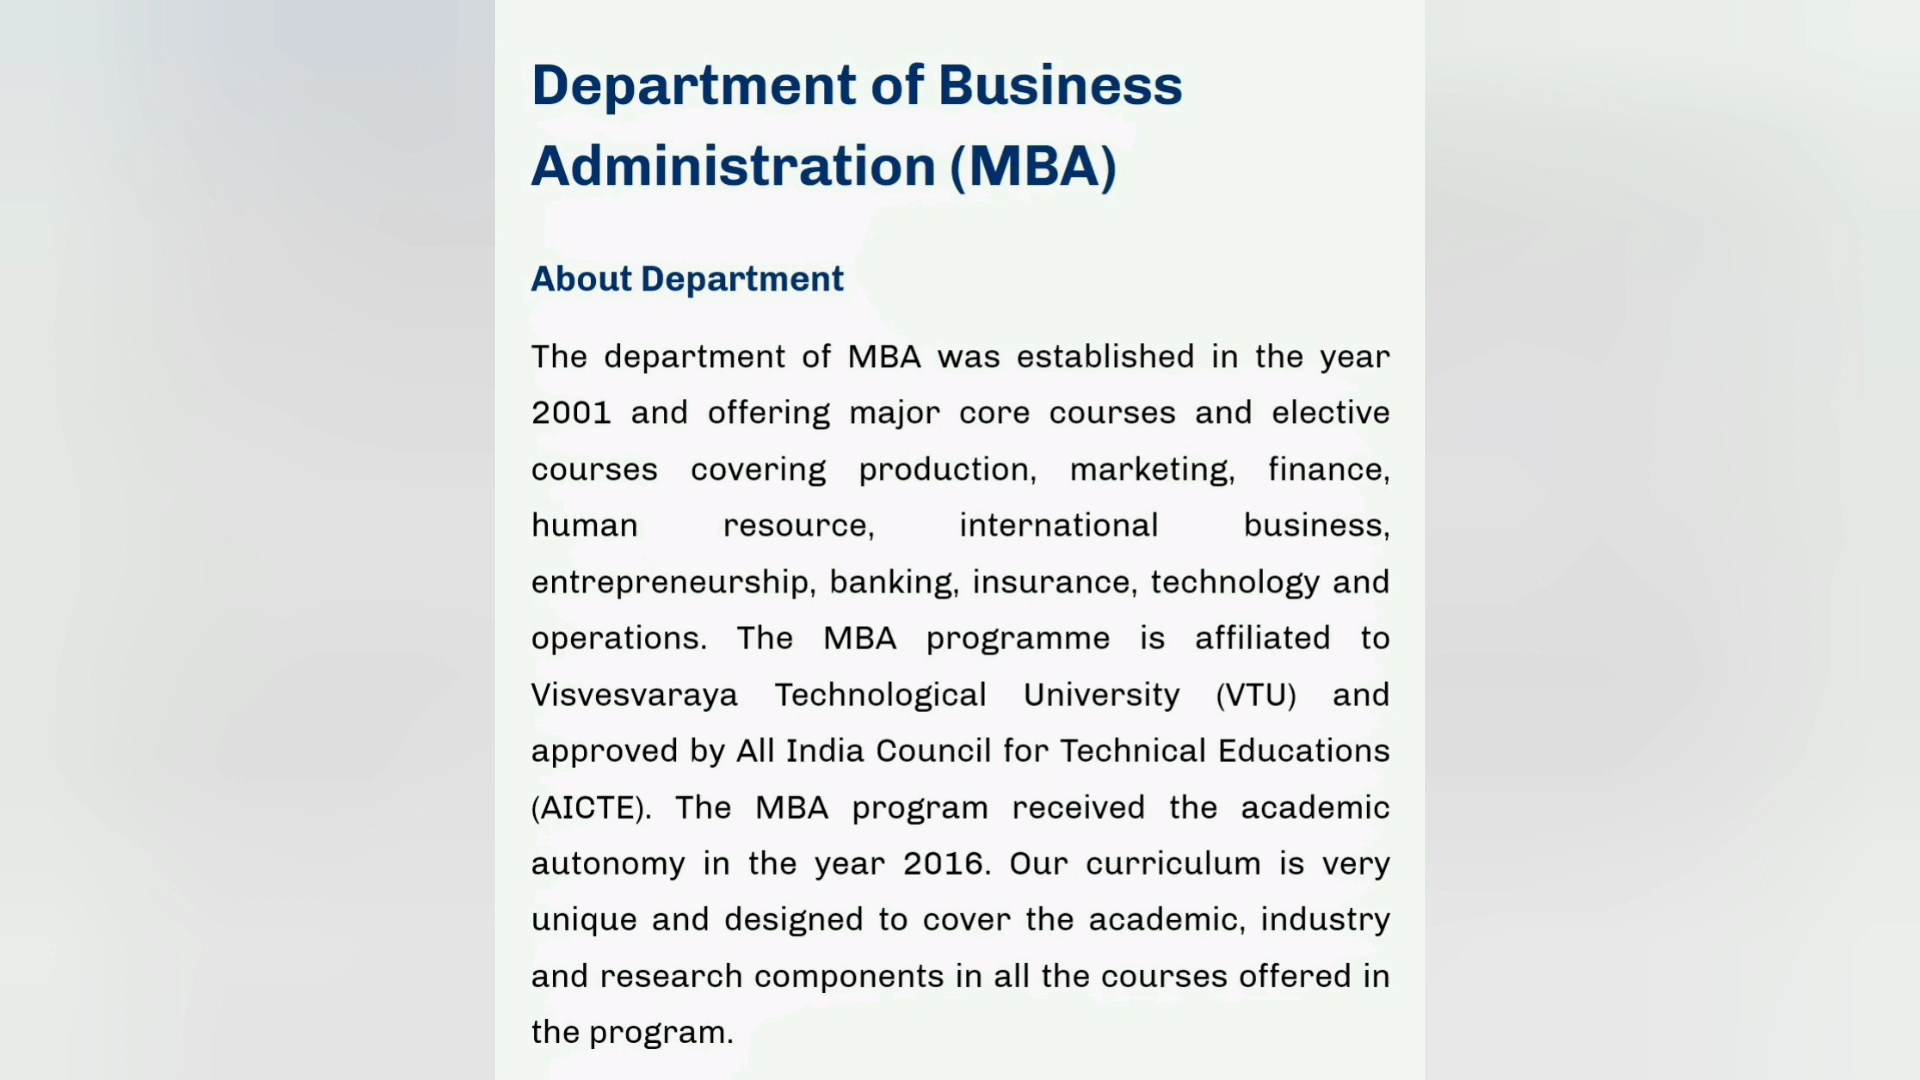 Department of Business
Administration (MBA)
About Department
The department of MBA was established in the year
2001 and offering major core courses and elective
courses covering production, marketing, finance,
human resource, international business,
entrepreneurship, banking, insurance, technology and
operations. The MBA programme is affiliated to
Visvesvaraya Technological University (VTU) and
approved by All India Council for Technical Educations
(AICTE). The MBA program received the academic
autonomy in the year 2016. Our curriculum is very
unique and designed to cover the academic, industry
and research components in all the courses offered in
the program.